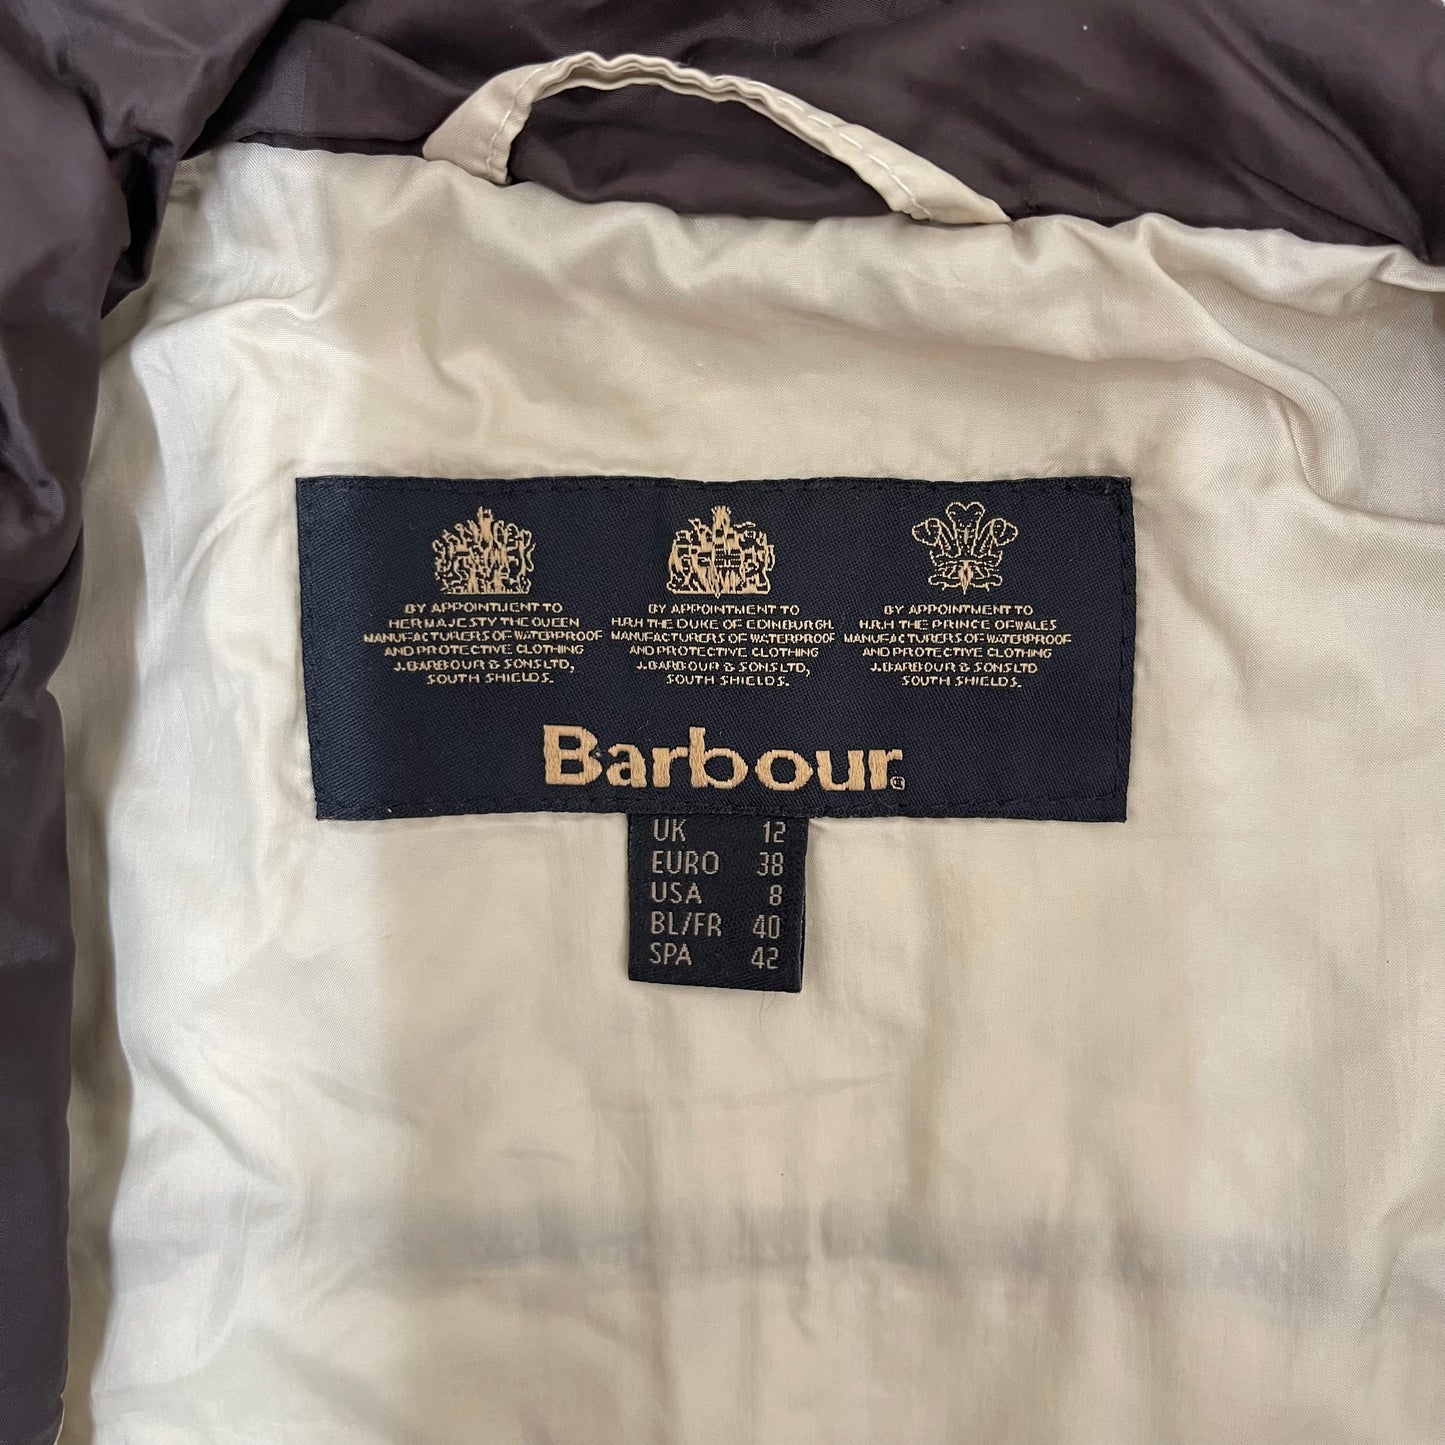 BY APPOINTMENT TO
HER MAJESTY THE QUEEN
MANUFACTURERS OF WATERPROOF
AND PROTECTIVE CLOTHING
J. BARBOUR & SONS LTD,
SOUTH SHIELDS.
BY APPOINTMENT TO
H.R.H THE DUKE OF EDINBURGH.
MANUFACTURERS OF WATERPROOF
AND PROTECTIVE CLOTHING
J. BARBOUR & SONS LTD,
SOUTH SHIELDS.
BY APPOINTMENT TO
H.R.H THE PRINCE OF WALES
MANUFACTURERS OF WATERPROOF
AND PROTECTIVE CLOTHING
J. BARBOUR & SONS LTD,
SOUTH SHIELDS.
Barbour®
UK 12
EURO 38
USA 8
BL/FR 40
SPA 42